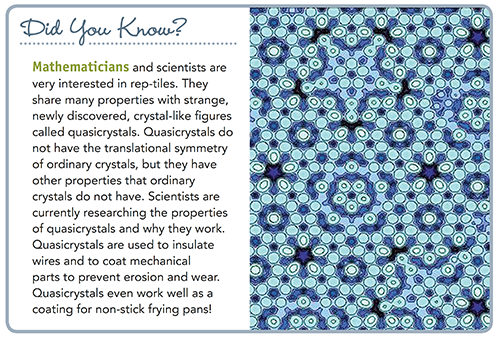 Did You Know?
Mathematicians and scientists are
very interested in rep-tiles. They
share many properties with strange,
newly discovered, crystal-like figures
called quasicrystals. Quasicrystals do
not have the translational symmetry
of ordinary crystals, but they have
other properties that ordinary
crystals do not have. Scientists are
currently researching the properties
of quasicrystals and why they work.
Quasicrystals are used to insulate
wires and to coat mechanical
parts to prevent erosion and wear.
Quasicrystals even work well as a
coating for non-stick frying pans!